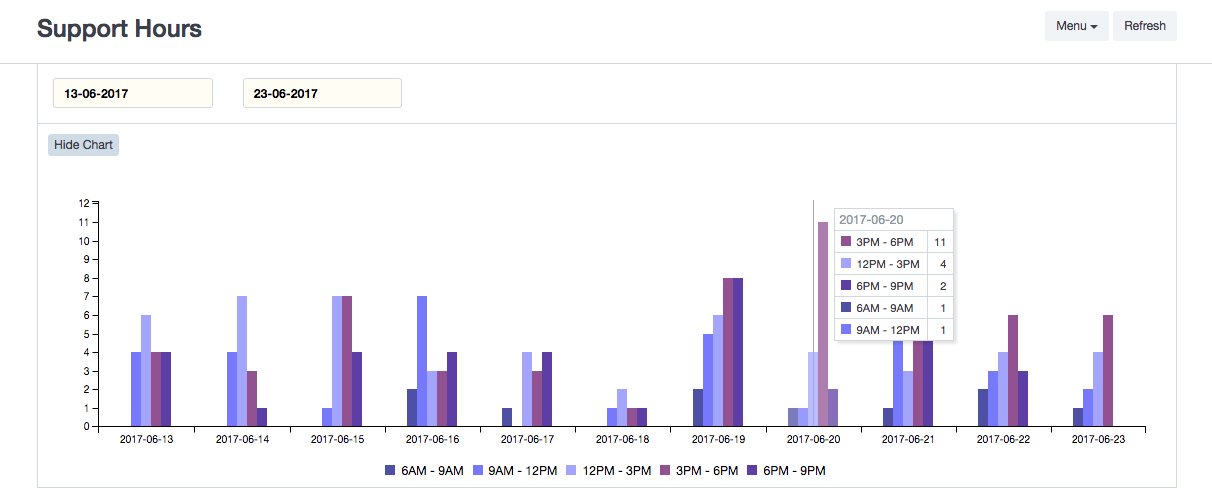 Support Hours
Menu Refresh
13-06-2017 23-06-2017
Hide Chart
12
11
10
9
8
7
6
5
4
3
2
1
0
2017-06-20
3PM - 6PM 11
12PM - 3PM 4
6PM - 9PM 2
6AM - 9AM 1
9AM - 12PM 1
2017-06-13 2017-06-14 2017-06-15 2017-06-16 2017-06-17 2017-06-18 2017-06-19 2017-06-20 2017-06-21 2017-06-22 2017-06-23
6AM - 9AM 9AM - 12PM 12PM - 3PM 3PM - 6PM 6PM - 9PM